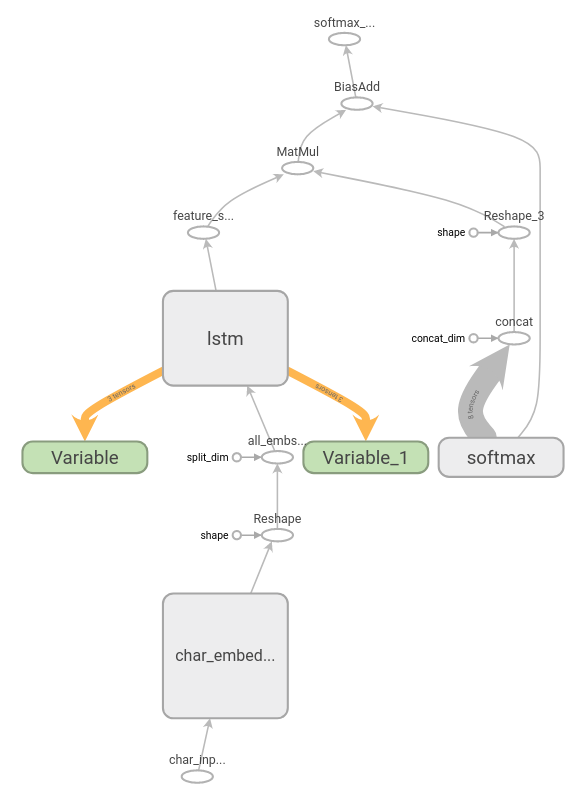 softmax_...
BiasAdd
MatMul
feature_s...
Reshape_3
shape
lstm
concat
concat_dim
3 tensors
3 tensors
8 tensors
all_embs...
split_dim
Variable
Variable_1
softmax
Reshape
shape
char_embed...
char_inp...